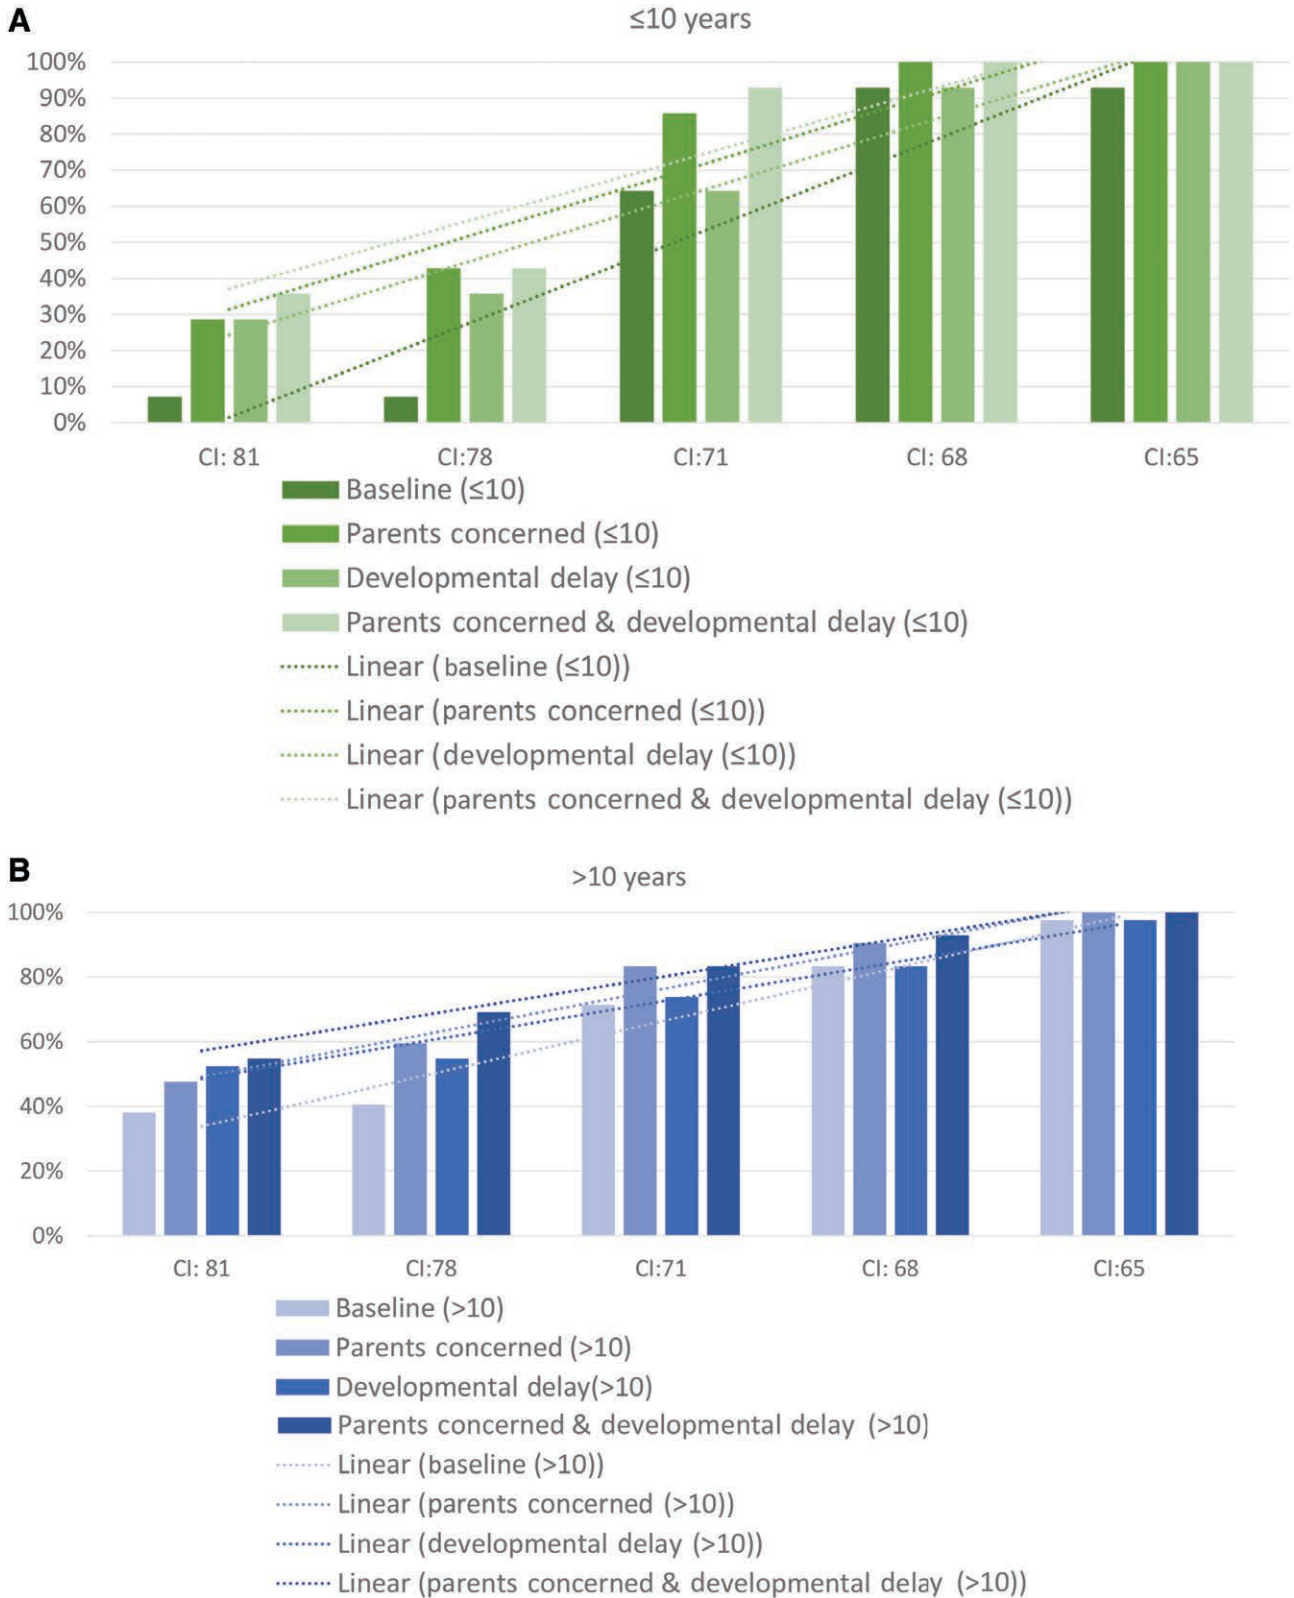 A
≤10 years
100%
90%
80%
70%
60%
50%
40%
30%
20%
10%
0%
CI: 81 CI:78 CI:71 CI: 68 CI:65
Baseline (≤10)
Parents concerned (≤10)
Developmental delay (≤10)
Parents concerned & developmental delay (≤10)
Linear (baseline (≤10))
Linear (parents concerned (≤10))
Linear (developmental delay (≤10))
Linear (parents concerned & developmental delay (≤10))
B
>10 years
100%
80%
60%
40%
20%
0%
CI: 81 CI:78 CI:71 CI: 68 CI:65
Baseline (>10)
Parents concerned (>10)
Developmental delay(>10)
Parents concerned & developmental delay (>10)
Linear (baseline (>10))
Linear (parents concerned (>10))
Linear (developmental delay (>10))
Linear (parents concerned & developmental delay (>10))